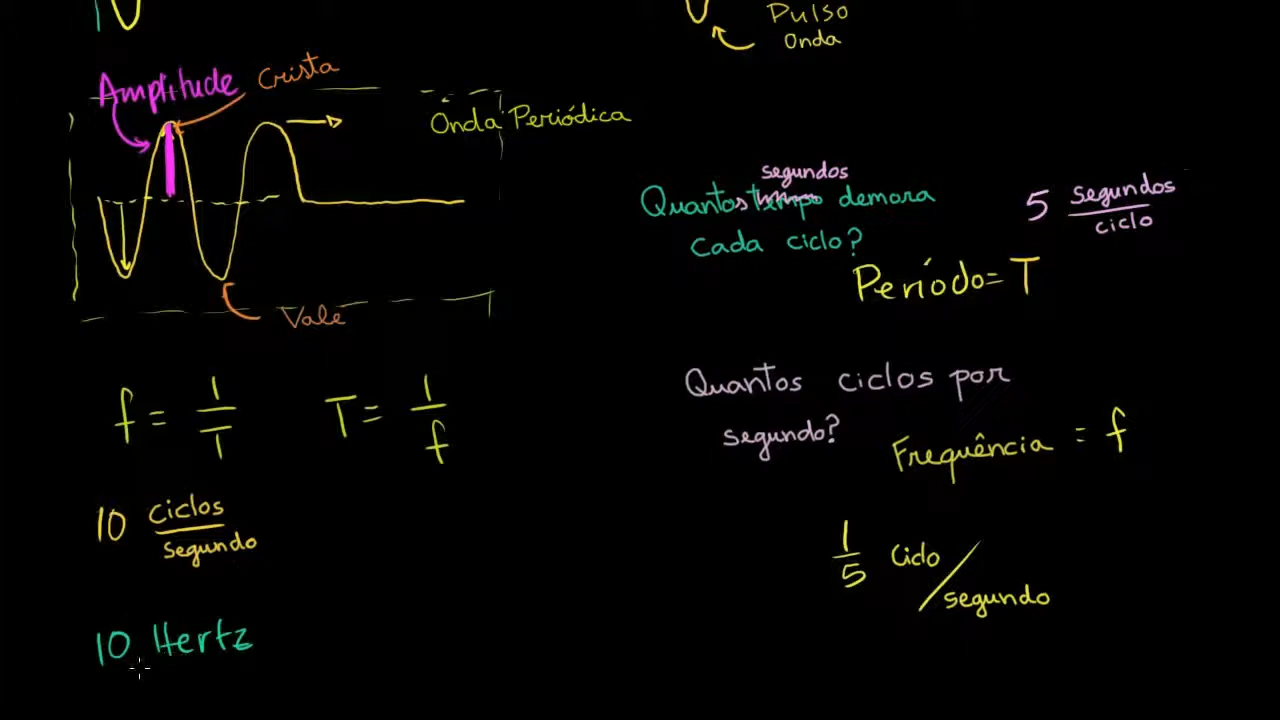 Pulso
Onda
Amplitude
Crista
Onda Periódica
Vale
segundos
Quantos demora
cada ciclo?
5 segundos
ciclo
Período = T
f = 1/T
T = 1/f
Quantos ciclos por
segundo?
Frequência = f
10 Ciclos
segundo
1/5 Ciclo/segundo
10 Hertz